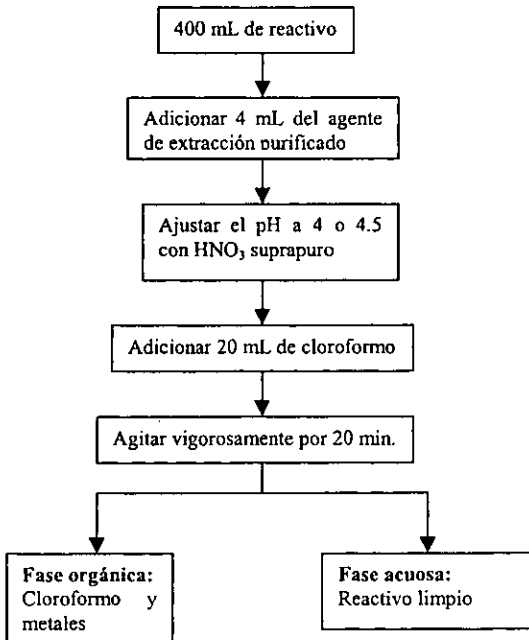 400 mL de reactivo
Adicionar 4 mL del agente
de extracción purificado
Ajustar el pH a 4 o 4.5
con HNO₃ suprapuro
Adicionar 20 mL de cloroformo
Agitar vigorosamente por 20 min.
Fase orgánica:
Cloroformo y
metales
Fase acuosa:
Reactivo limpio